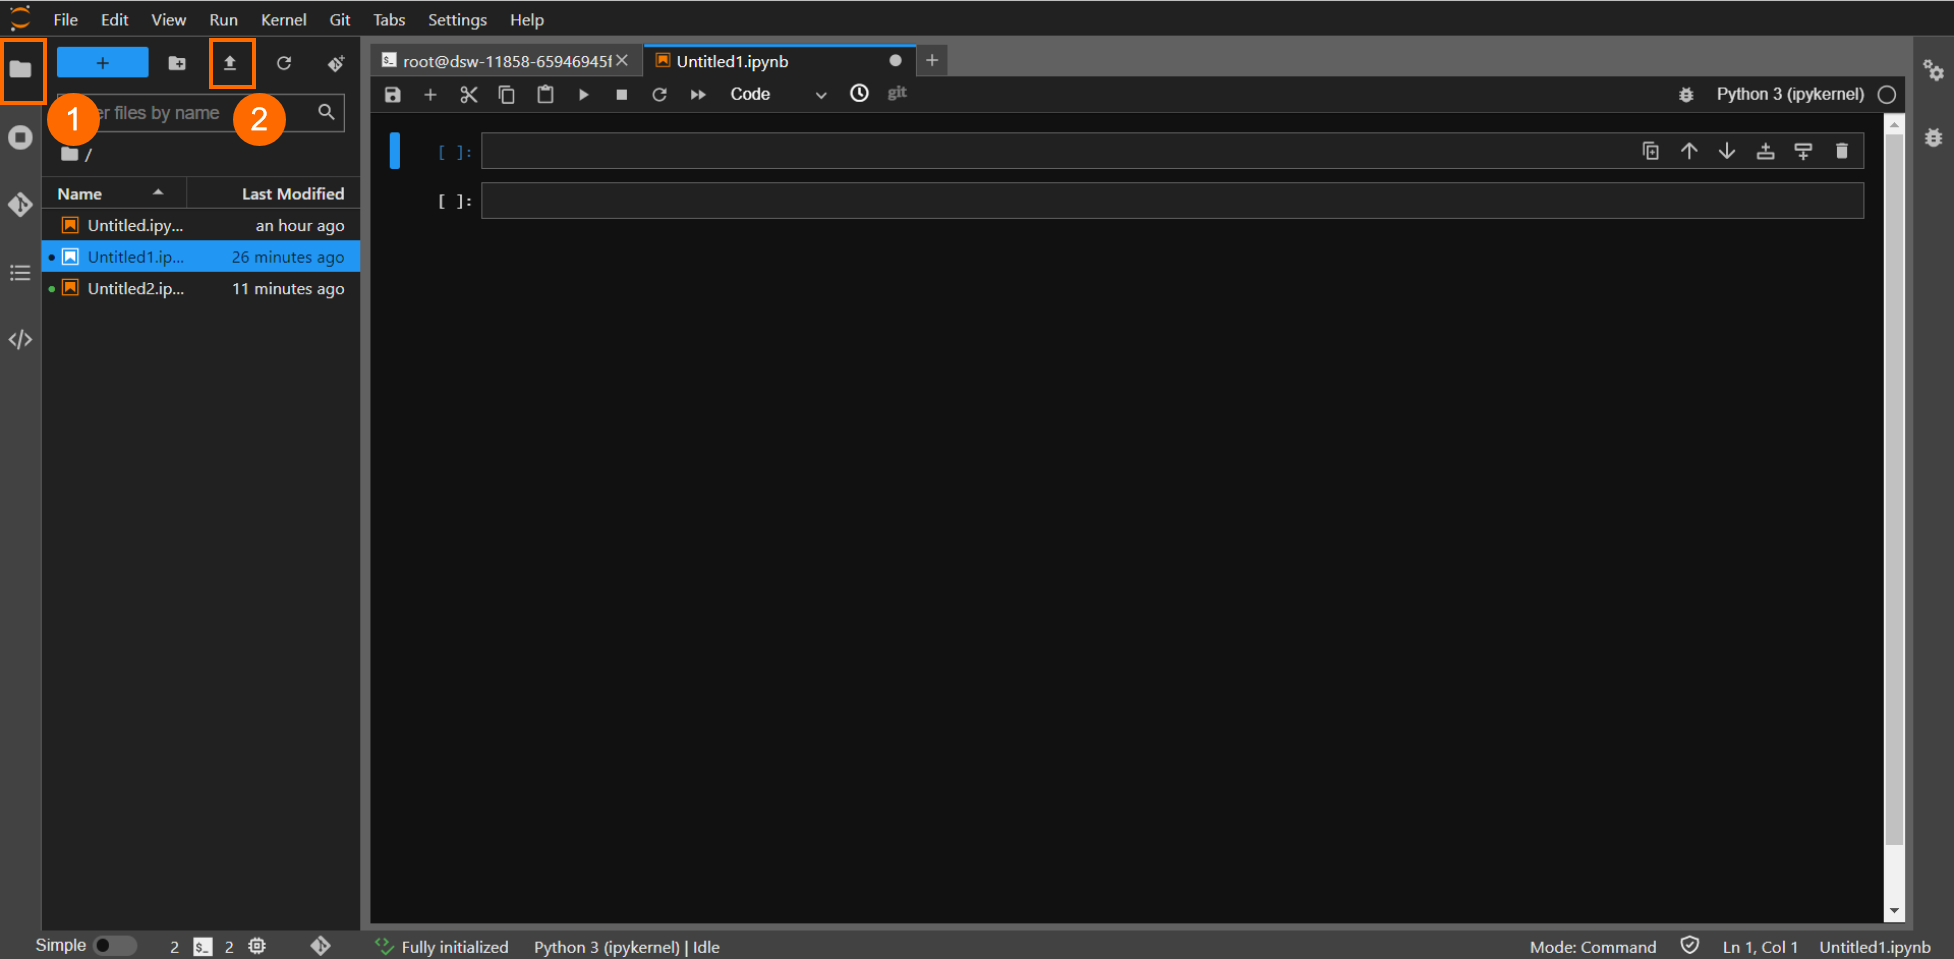 File Edit View Run Kernel Git Tabs Settings Help
root@dsw-11858-65946945f
Untitled1.ipynb
Code
git
Python 3 (ipykernel)
1
er files by name
2
/
Name Last Modified
Untitled.ipy... an hour ago
Untitled1.ip... 26 minutes ago
Untitled2.ip... 11 minutes ago
[ ]:
[ ]:
Simple 2 $_ 2 Fully initialized Python 3 (ipykernel) | Idle Mode: Command Ln 1, Col 1 Untitled1.ipynb